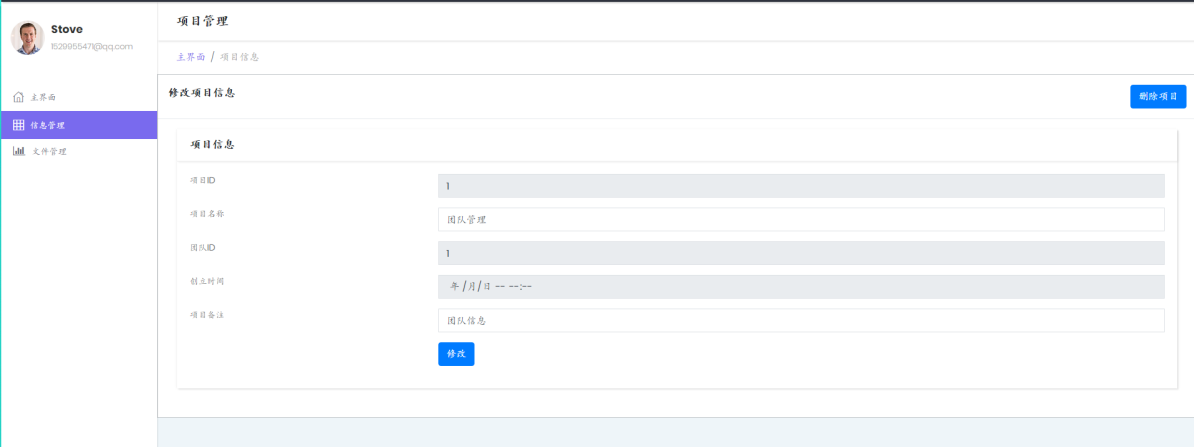 Stove
1529955471@qq.com
主界面
信息管理
文件管理
项目管理
主界面 / 项目信息
修改项目信息
删除项目
项目信息
项目ID
1
项目名称
团队管理
团队ID
1
创立时间
年 /月/日 -- --:--
项目备注
团队信息
修改